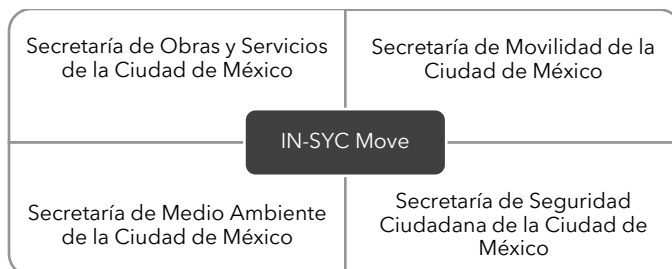 Secretaría de Obras y Servicios
de la Ciudad de México
Secretaría de Movilidad de la
Ciudad de México
IN-SYC Move
Secretaría de Medio Ambiente
de la Ciudad de México
Secretaría de Seguridad
Ciudadana de la Ciudad de
México